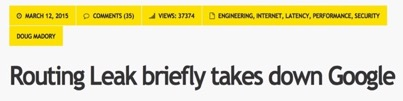 MARCH 12, 2015 COMMENTS (35) VIEWS: 37374 ENGINEERING, INTERNET, LATENCY, PERFORMANCE, SECURITY
DOUG MADORY
Routing Leak briefly takes down Google